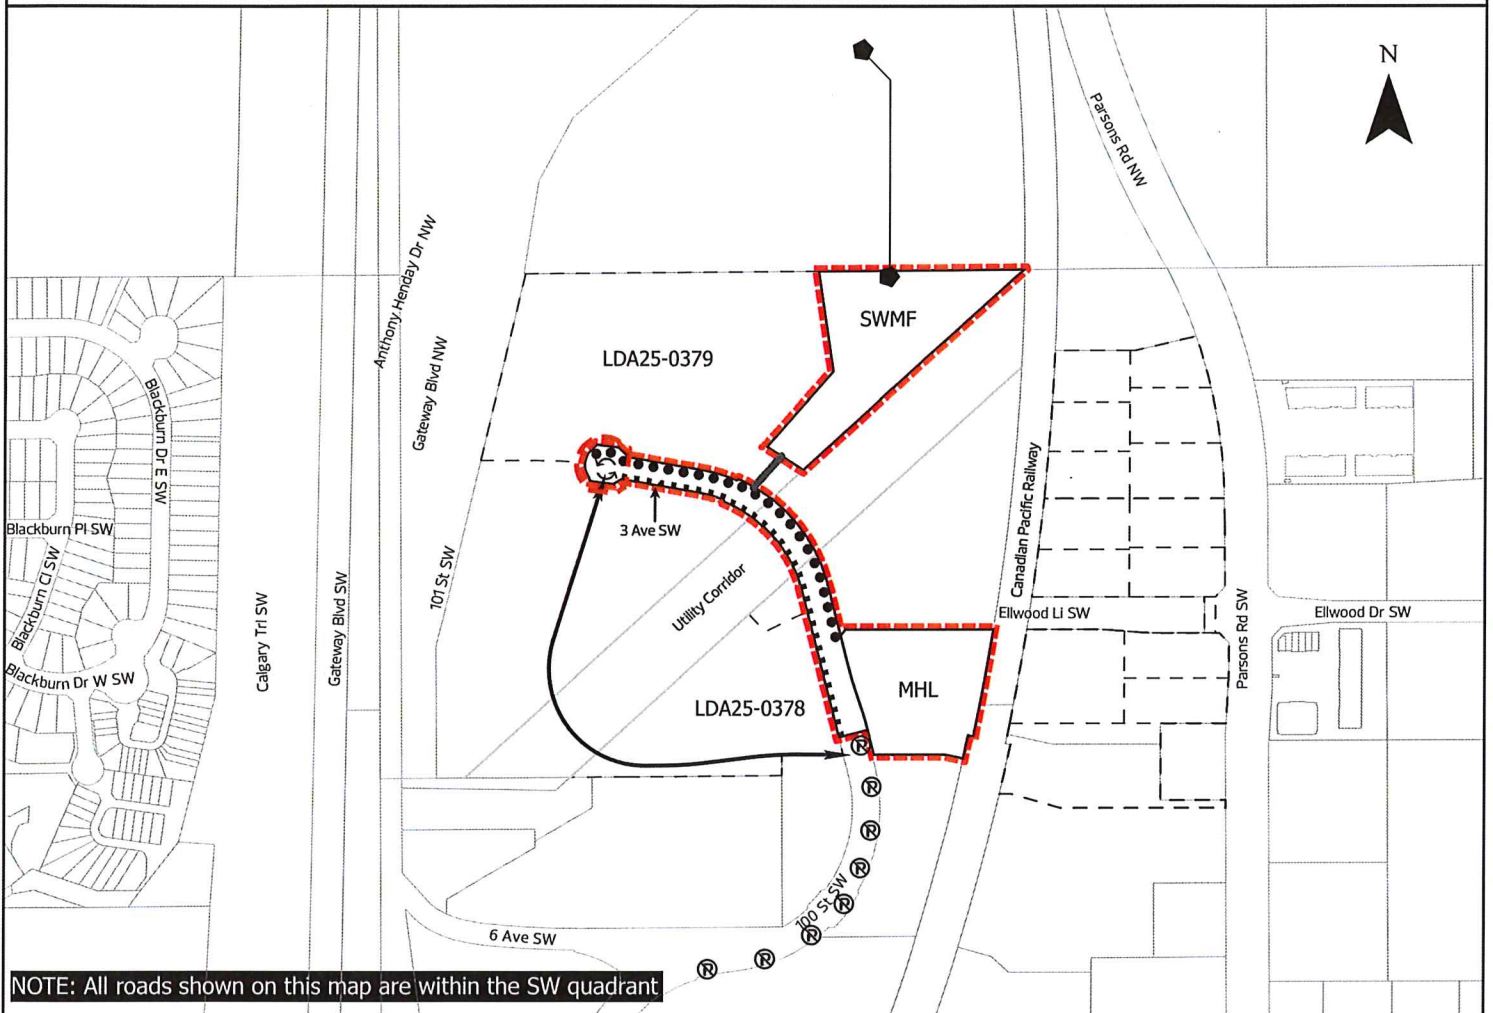 N
Parsons Rd NW
Anthony Henday Dr NW
Gateway Blvd NW
SWMF
LDA25-0379
Blackburn Dr E SW
3 Ave SW
Blackburn Pl SW
Blackburn Cl SW
Blackburn Dr W SW
101 St SW
Calgary Trl SW
Gateway Blvd SW
Utility Corridor
Canadian Pacific Railway
Ellwood Li SW
Parsons Rd SW
Ellwood Dr SW
MHL
LDA25-0378
R
R
R
R
R
100 St SW
R
R
R
6 Ave SW
NOTE: All roads shown on this map are within the SW quadrant